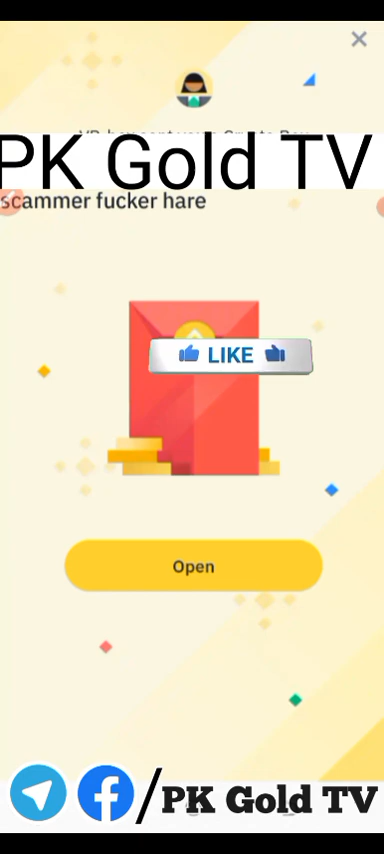 PK Gold TV
scammer fucker hare
LIKE
Open
/PK Gold TV